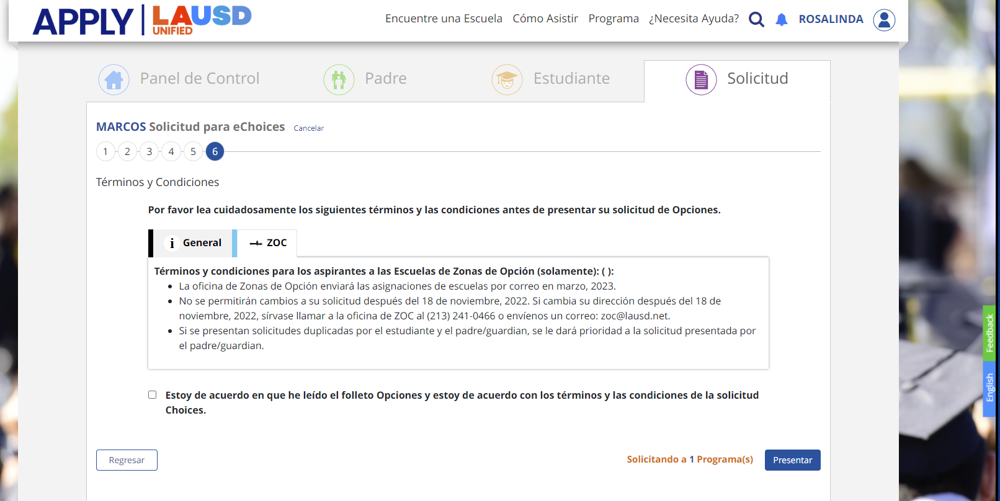 APPLY LAUSD UNIFIED
Encuentre una Escuela Cómo Asistir Programa ¿Necesita Ayuda? ROSALINDA
Panel de Control Padre Estudiante Solicitud
MARCOS Solicitud para eChoices Cancelar
1 2 3 4 5 6
Términos y Condiciones
Por favor lea cuidadosamente los siguientes términos y las condiciones antes de presentar su solicitud de Opciones.
i General ZOC
Términos y condiciones para los aspirantes a las Escuelas de Zonas de Opción (solamente): ( ):
• La oficina de Zonas de Opción enviará las asignaciones de escuelas por correo en marzo, 2023.
• No se permitirán cambios a su solicitud después del 18 de noviembre, 2022. Si cambia su dirección después del 18 de
noviembre, 2022, sírvase llamar a la oficina de ZOC al (213) 241-0466 o envíenos un correo: zoc@lausd.net.
• Si se presentan solicitudes duplicadas por el estudiante y el padre/guardian, se le dará prioridad a la solicitud presentada por
el padre/guardian.
Estoy de acuerdo en que he leído el folleto Opciones y estoy de acuerdo con los términos y las condiciones de la solicitud
Choices.
Regresar Solicitando a 1 Programa(s) Presentar
Feedback
English